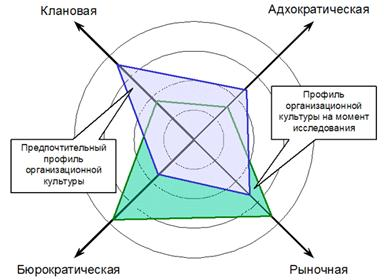 Клановая
Адхократическая
Профиль
организационной
культуры на момент
исследования
Предпочтительный
профиль
организационной
культуры
Бюрократическая
Рыночная